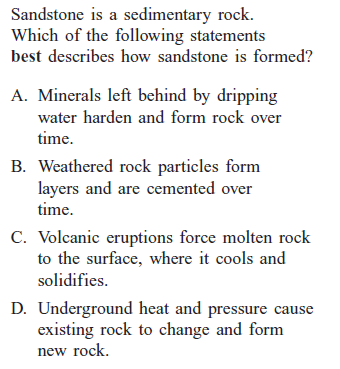 Sandstone is a sedimentary rock.
Which of the following statements
best describes how sandstone is formed?
A. Minerals left behind by dripping
water harden and form rock over
time.
B. Weathered rock particles form
layers and are cemented over
time.
C. Volcanic eruptions force molten rock
to the surface, where it cools and
solidifies.
D. Underground heat and pressure cause
existing rock to change and form
new rock.